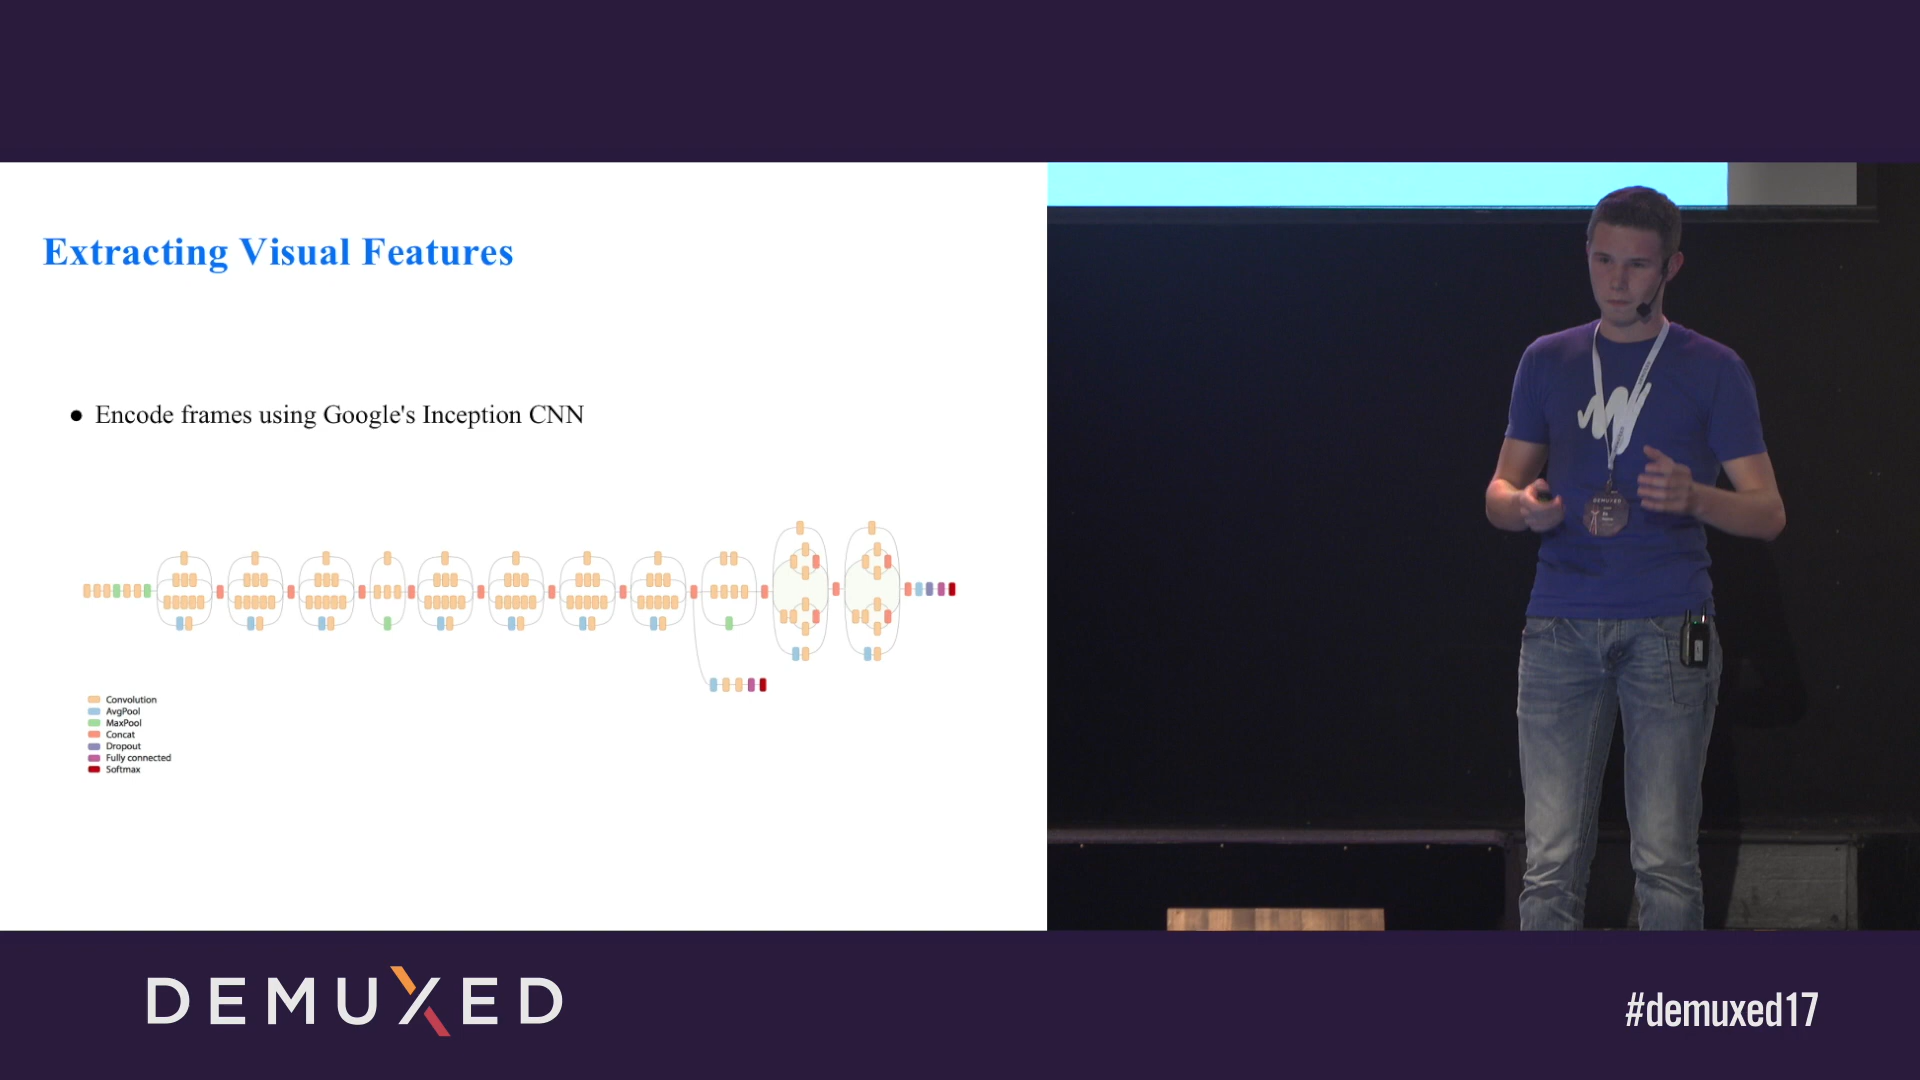 Extracting Visual Features
● Encode frames using Google's Inception CNN
Convolution
AvgPool
MaxPool
Concat
Dropout
Fully connected
Softmax
DEMUXED
DEMUXED
#demuxed17